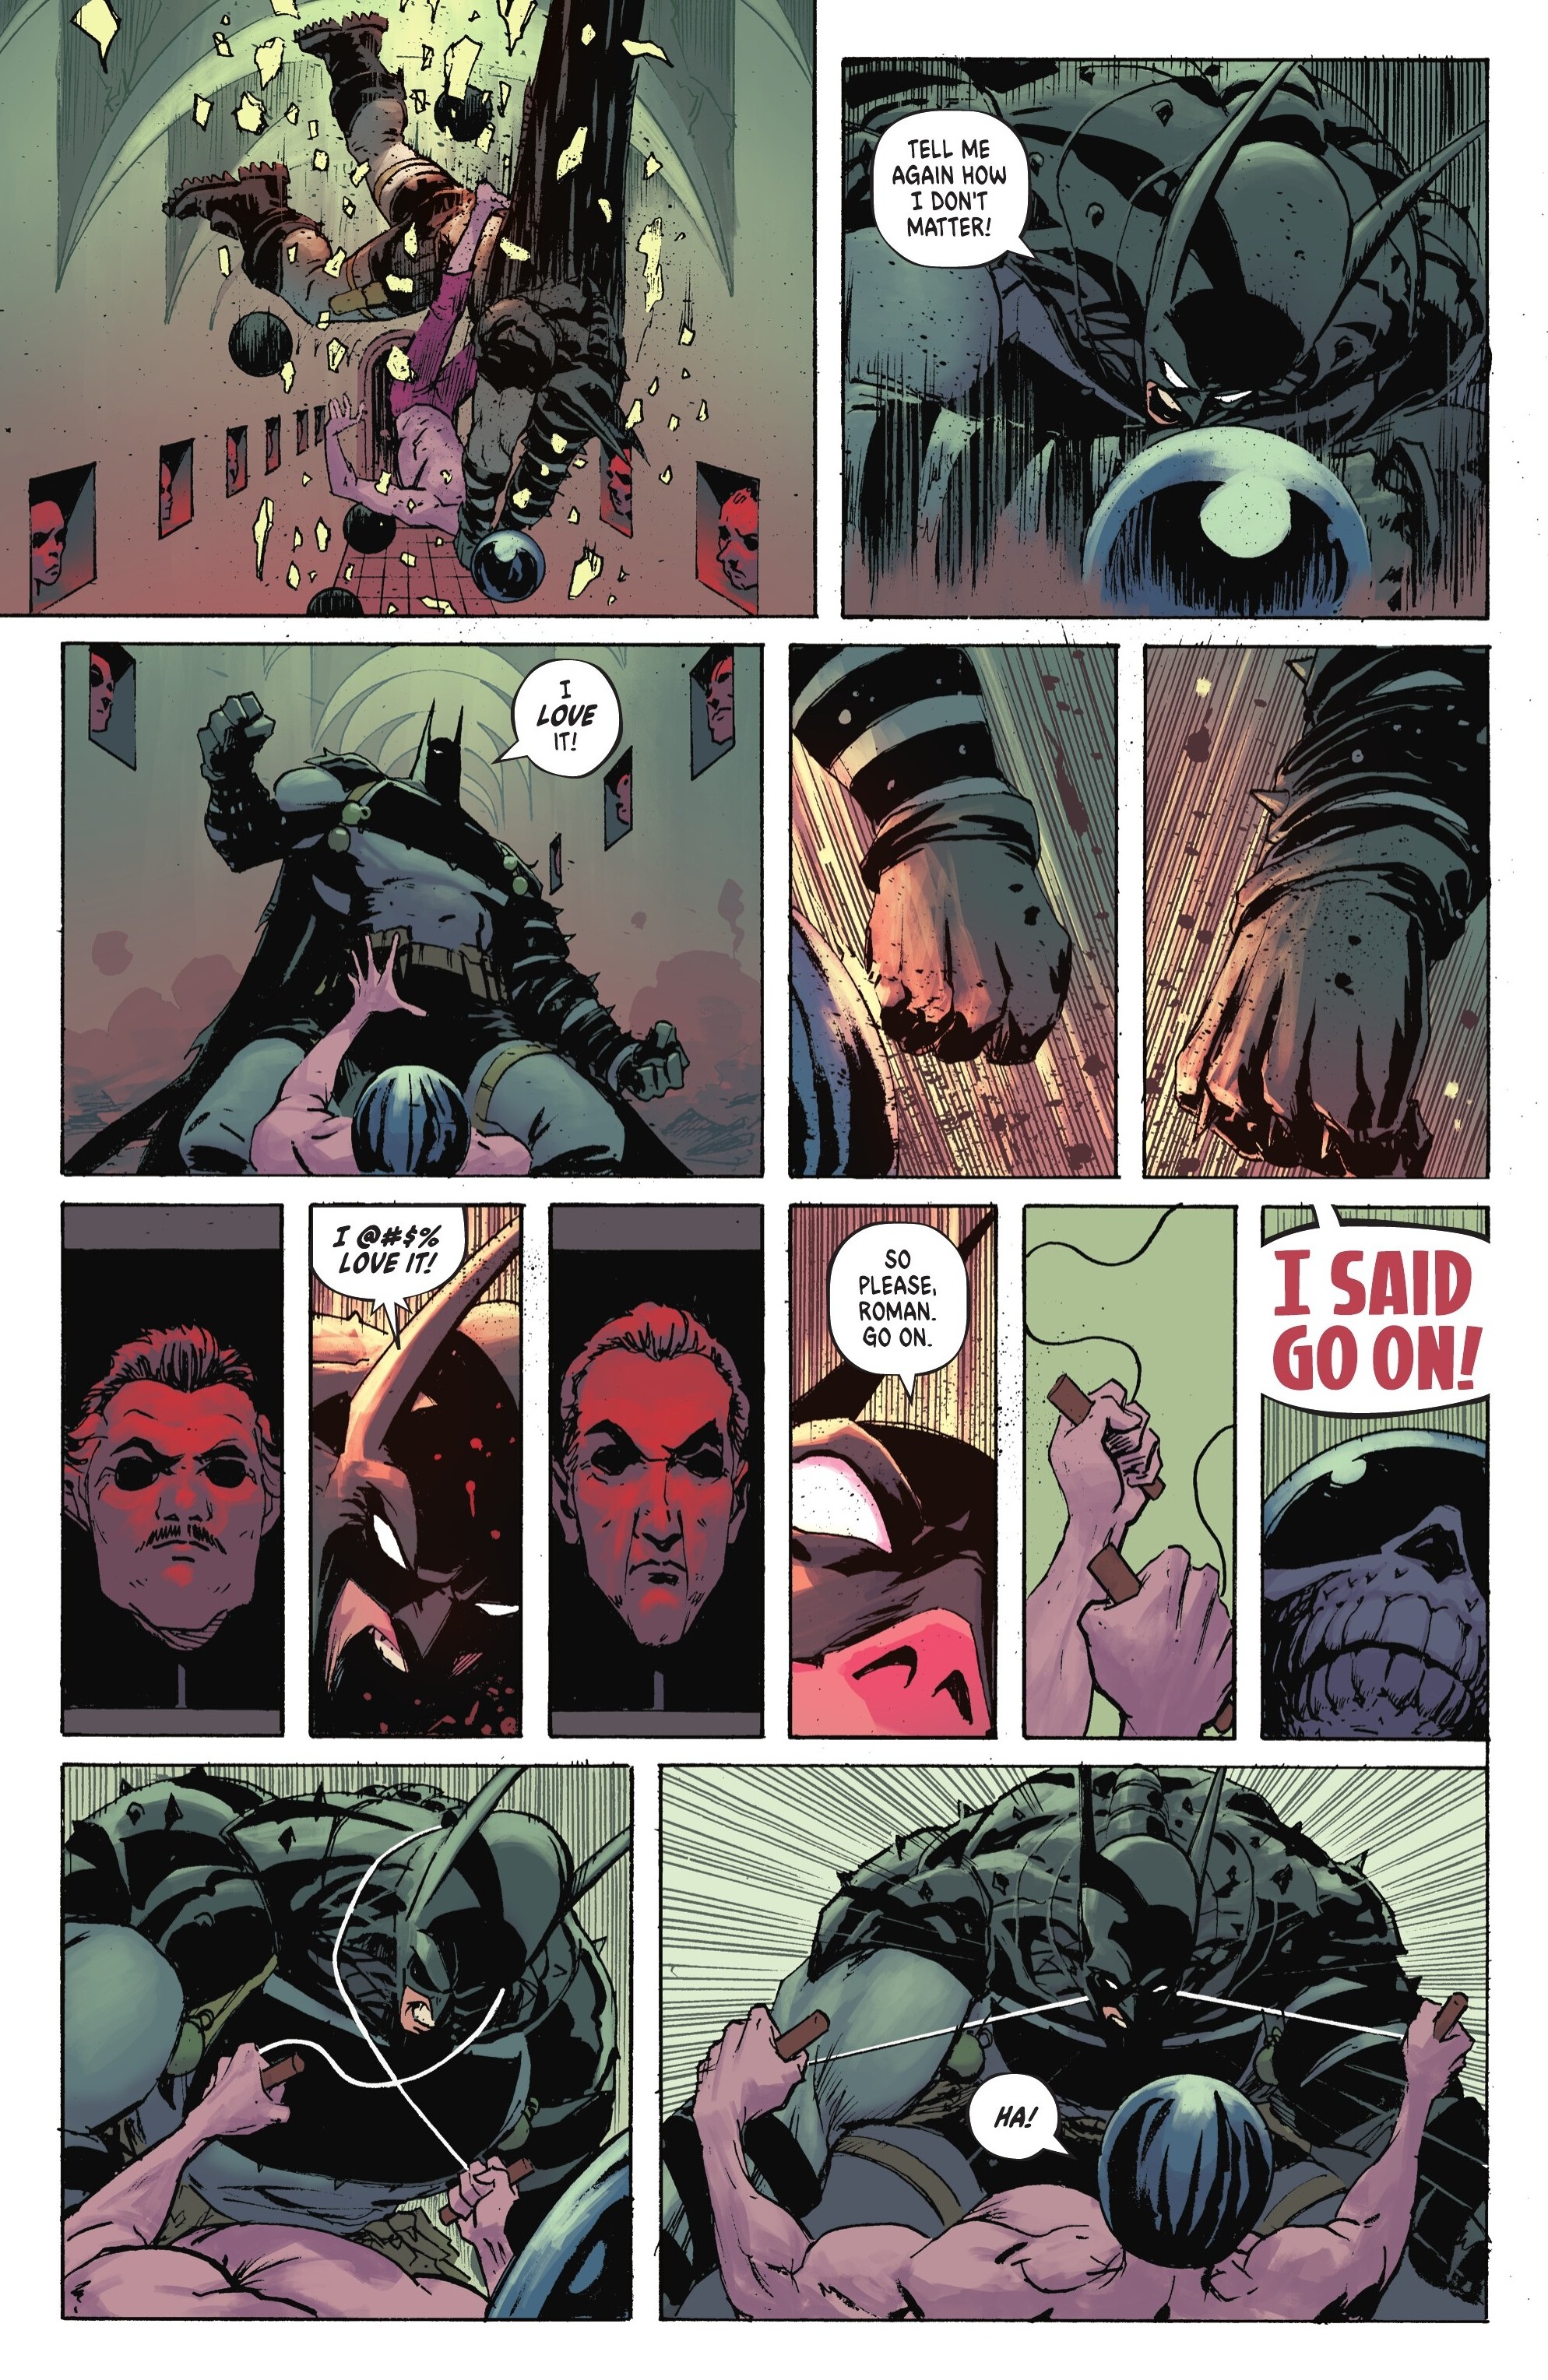 TELL ME
AGAIN HOW
I DON'T
MATTER!
I
LOVE
IT!
I @#$%
LOVE IT!
SO
PLEASE,
ROMAN.
GO ON.
I SAID
GO ON!
HA!